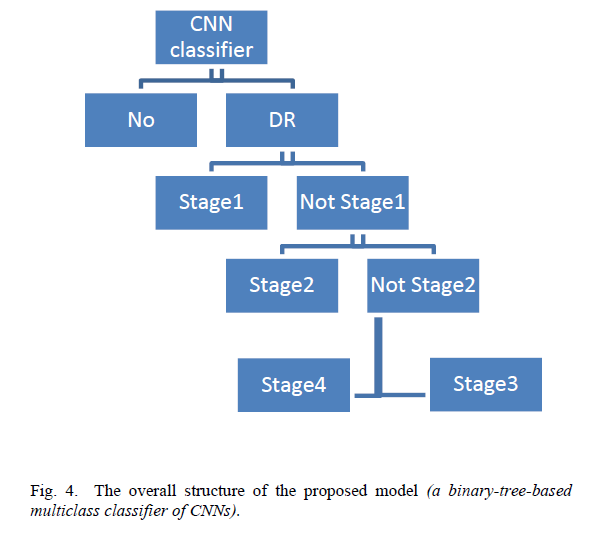 CNN
classifier
No
DR
Stage1
Not Stage1
Stage2
Not Stage2
Stage4
Stage3
Fig. 4. The overall structure of the proposed model (a binary-tree-based
multiclass classifier of CNNs).